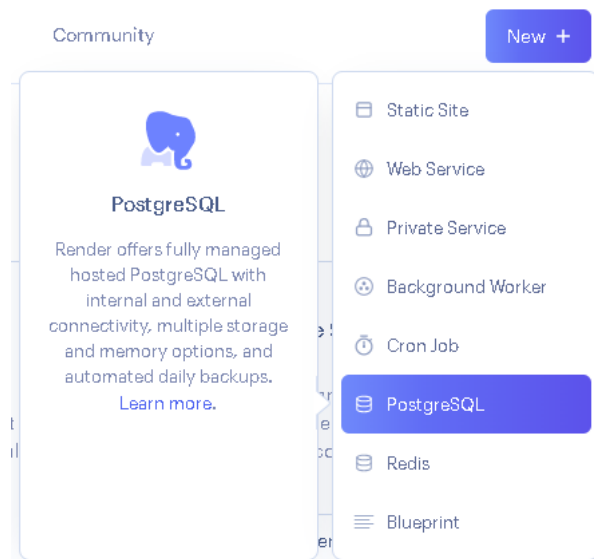 Community
New +
PostgreSQL
Render offers fully managed
hosted PostgreSQL with
internal and external
connectivity, multiple storage
and memory options, and
automated daily backups.
Learn more.
Static Site
Web Service
Private Service
Background Worker
Cron Job
PostgreSQL
Redis
Blueprint